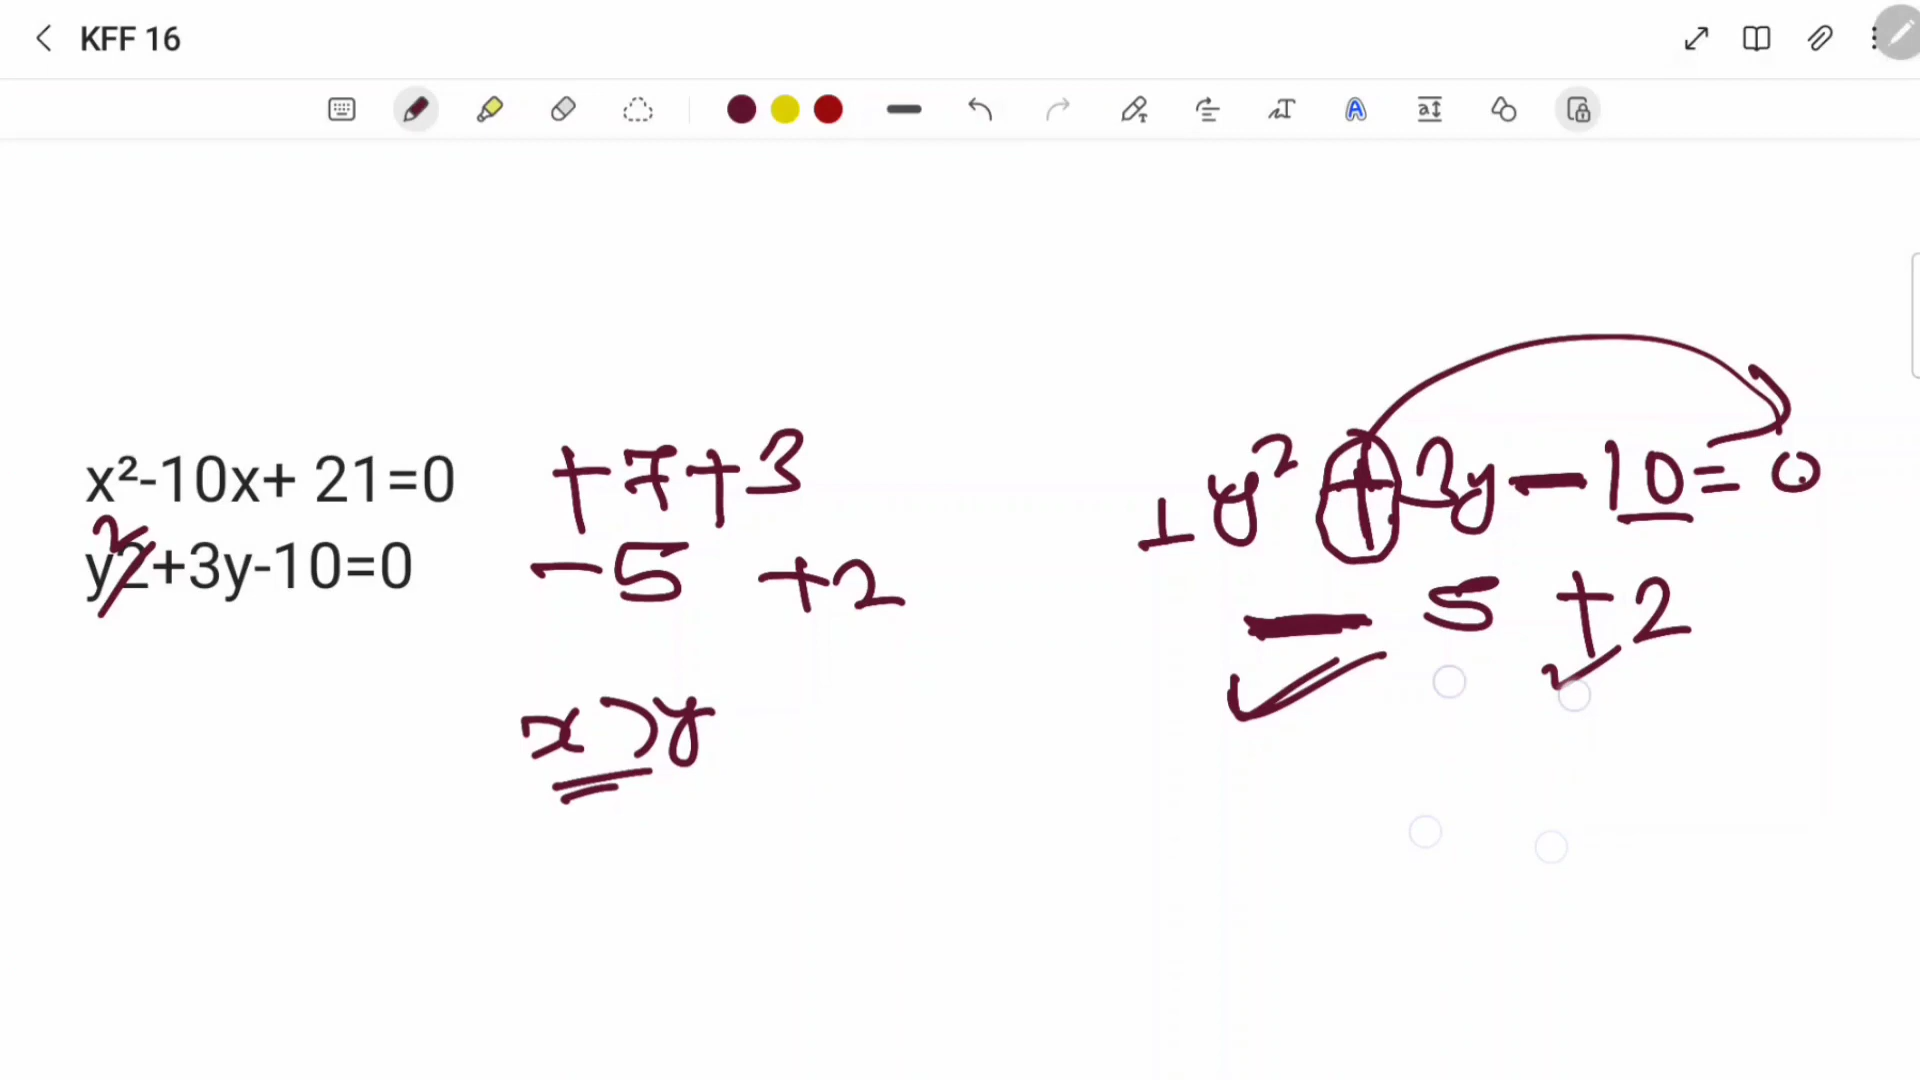 KFF 16
x²-10x+ 21=0
+7+3
y2+3y-10=0
2
-5 +2
x>y
1y²+3y-10=0
- 5 +2